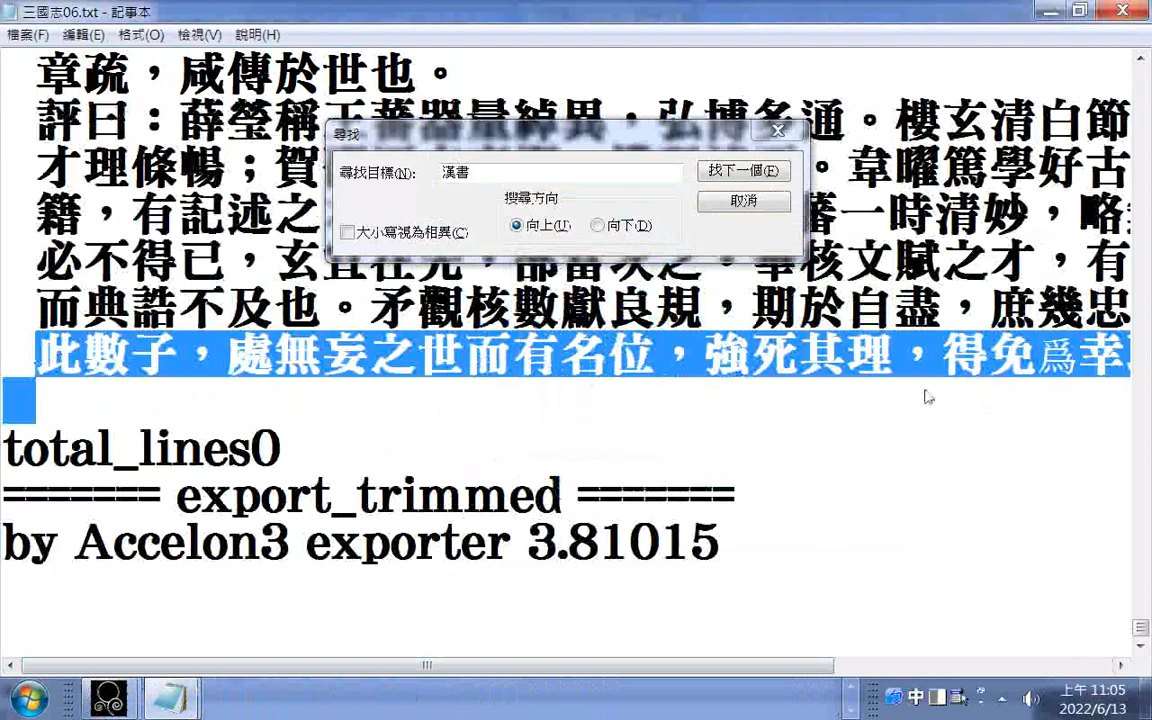 三國志06.txt - 記事本
檔案(F) 編輯(E) 格式(O) 檢視(V) 說明(H)
章疏，咸傳於世也。
評曰：薛瑩稱王蕃器量綽異，弘博多通。樓玄清白節
才理條暢；賀 。韋曜篤學好古
籍，有記述之 蕃一時清妙，略
必不得已，玄宜在先，邵當次之。華核文賦之才，有
而典誥不及也。矛觀核數獻良規，期於自盡，庶幾忠
此數子，處無妄之世而有名位，強死其理，得免爲幸
total_lines0
======= export_trimmed =======
by Accelon3 exporter 3.81015
尋找
尋找目標(N): 漢書 找下一個(F)
搜尋方向 取消
大小寫視為相異(C) 向上(U) 向下(D)
中
上午 11:05
2022/6/13